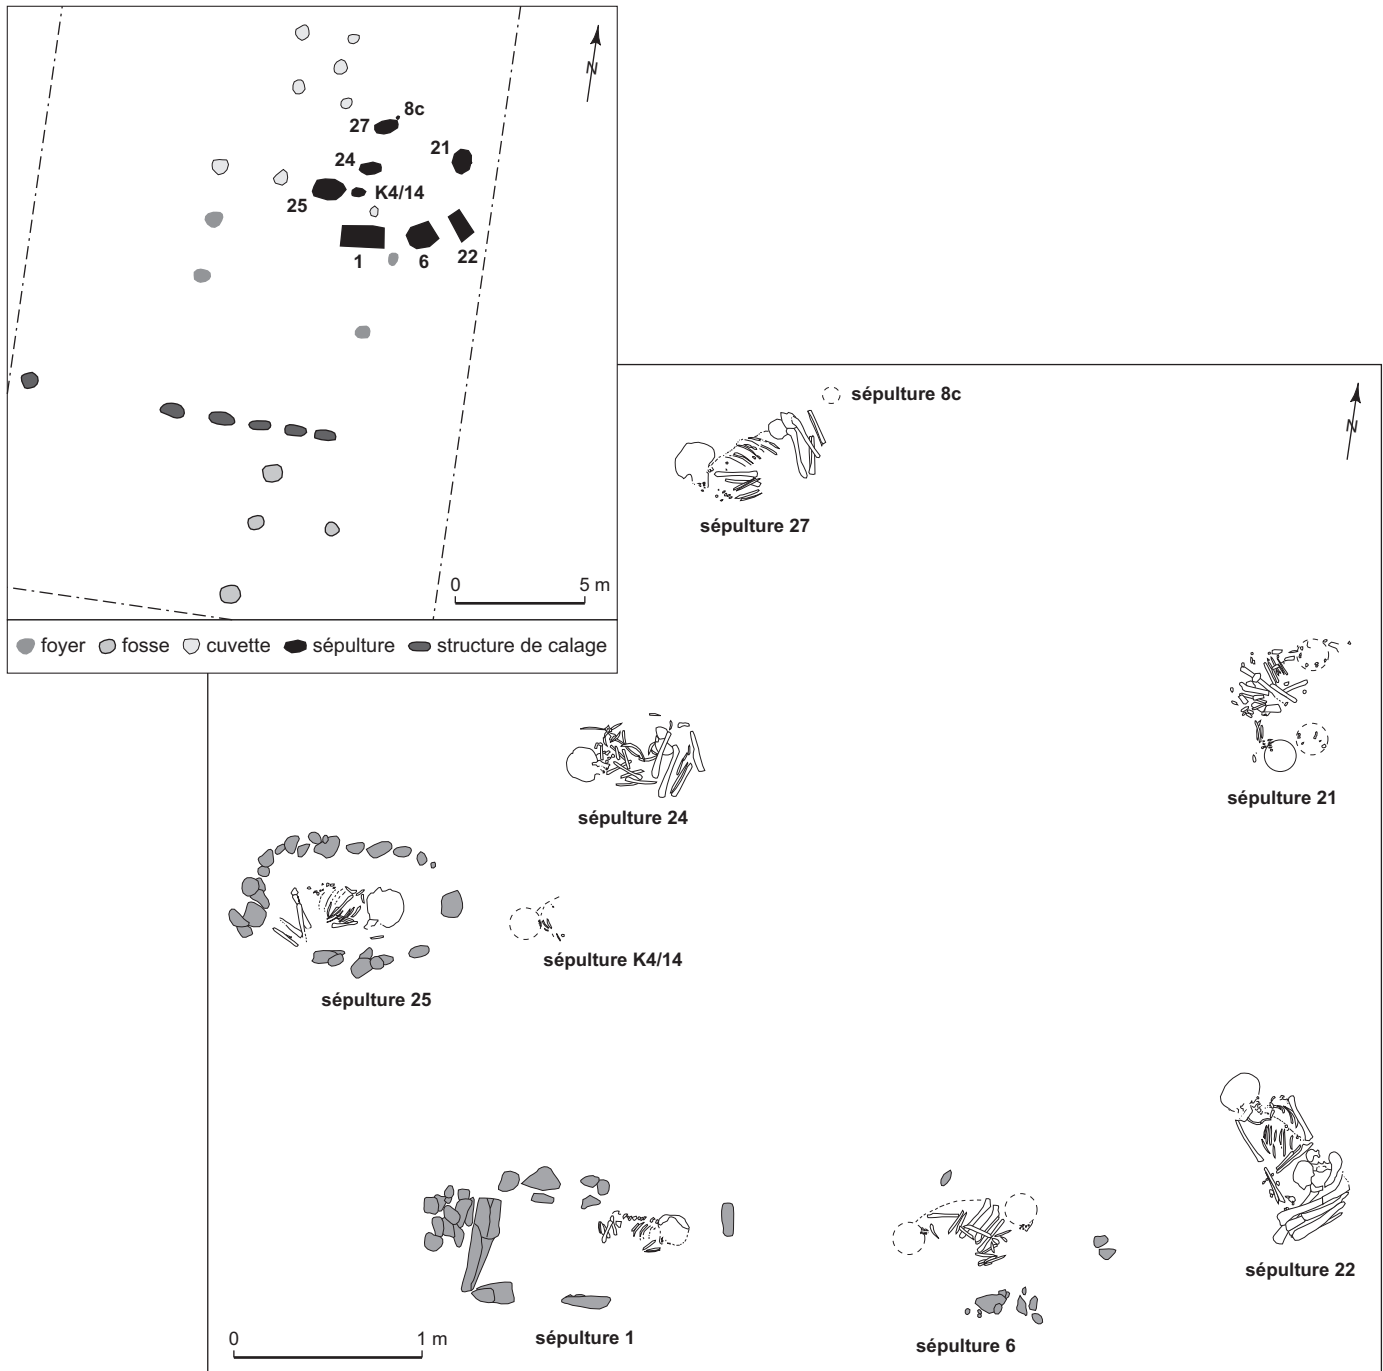 N
8c
27
21
24
K4/14
25
1
6
22
0 5 m
foyer fosse cuvette sépulture structure de calage
sépulture 8c
N
sépulture 27
sépulture 21
sépulture 24
sépulture K4/14
sépulture 25
sépulture 22
0 1 m
sépulture 1
sépulture 6